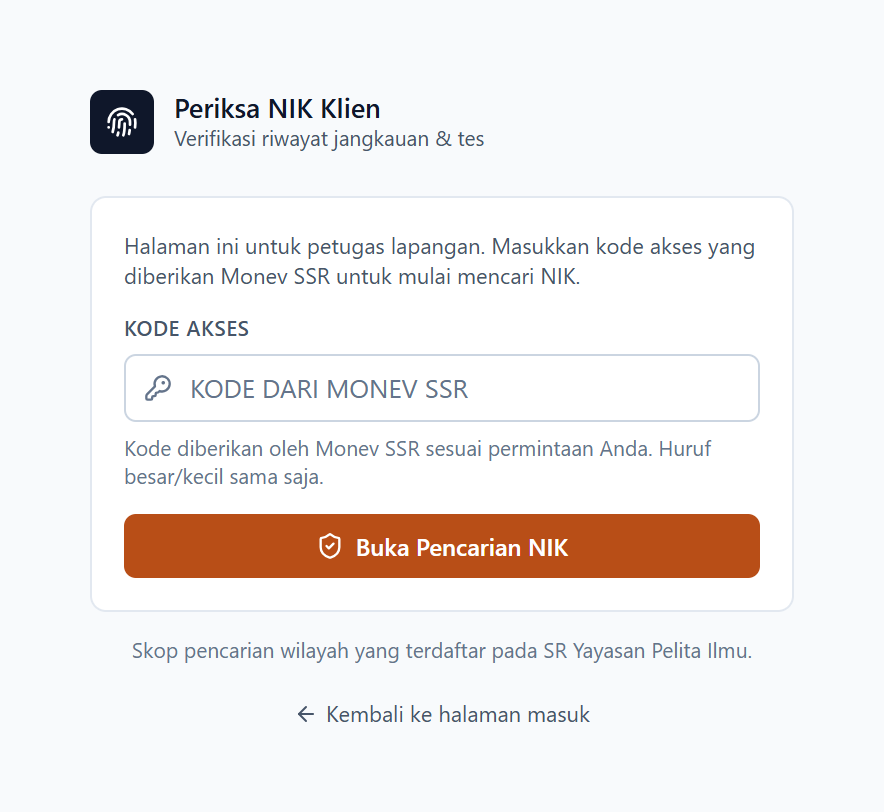 Periksa NIK Klien
Verifikasi riwayat jangkauan & tes
Halaman ini untuk petugas lapangan. Masukkan kode akses yang
diberikan Monev SSR untuk mulai mencari NIK.
KODE AKSES
KODE DARI MONEV SSR
Kode diberikan oleh Monev SSR sesuai permintaan Anda. Huruf
besar/kecil sama saja.
Buka Pencarian NIK
Skop pencarian wilayah yang terdaftar pada SR Yayasan Pelita Ilmu.
← Kembali ke halaman masuk